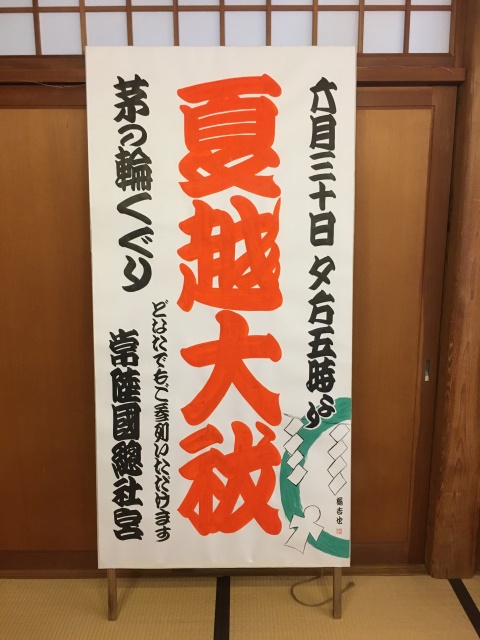 六月三十日夕方五時より
夏越大祓
どなたでもご参列いただけます
茅の輪くぐり
常陸國總社宮